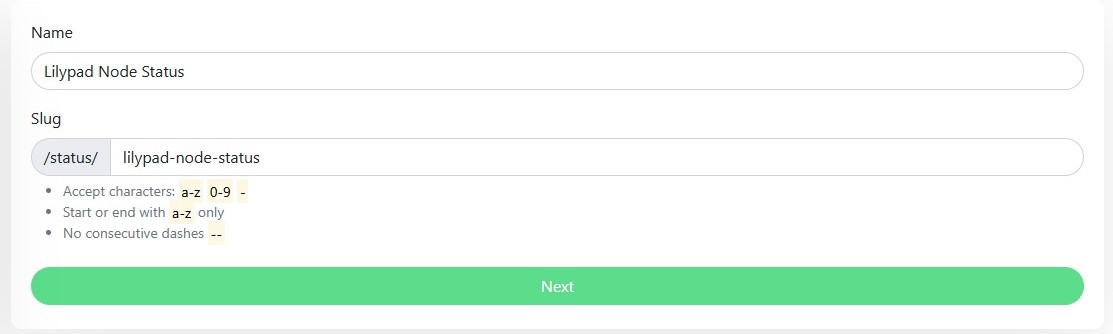 Name
Lilypad Node Status
Slug
/status/ lilypad-node-status
Accept characters: a-z 0-9 -
Start or end with a-z only
No consecutive dashes --
Next